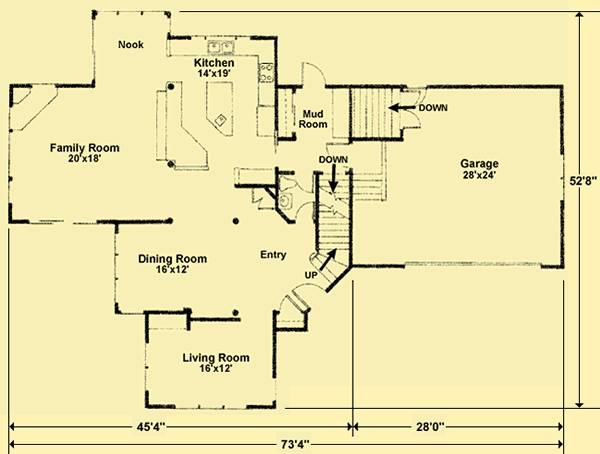 Nook
Kitchen
14'x19'
Mud
Room
DOWN
Family Room
20'x18'
DOWN
Garage
28'x24'
52'8"
Dining Room
16'x12'
Entry
UP
Living Room
16'x12'
45'4"
28'0"
73'4"